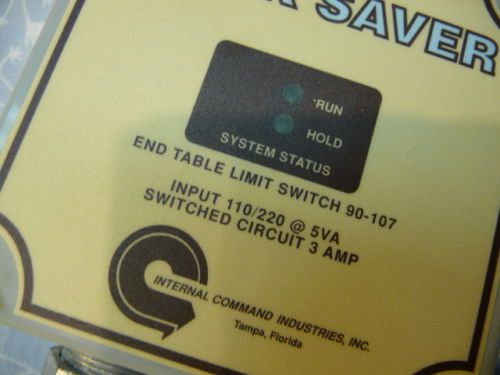 SAVER
RUN
HOLD
SYSTEM STATUS
END TABLE LIMIT SWITCH 90-107
INPUT 110/220 @ 5VA
SWITCHED CIRCUIT 3 AMP
INTERNAL COMMAND INDUSTRIES, INC.
Tampa, Florida